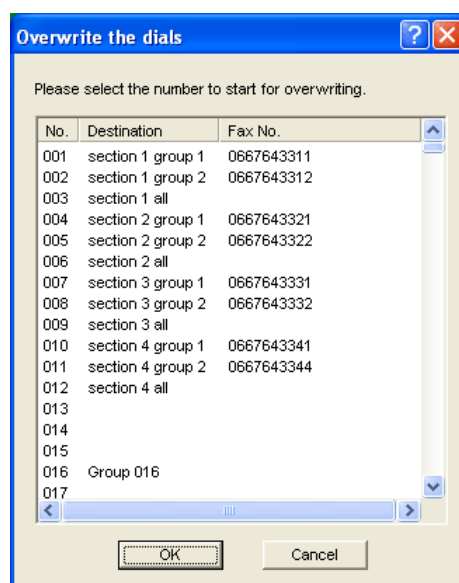 Overwrite the dials
Please select the number to start for overwriting.
No. Destination Fax No.
001 section 1 group 1 0667643311
002 section 1 group 2 0667643312
003 section 1 all
004 section 2 group 1 0667643321
005 section 2 group 2 0667643322
006 section 2 all
007 section 3 group 1 0667643331
008 section 3 group 2 0667643332
009 section 3 all
010 section 4 group 1 0667643341
011 section 4 group 2 0667643344
012 section 4 all
013
014
015
016 Group 016
017
OK Cancel